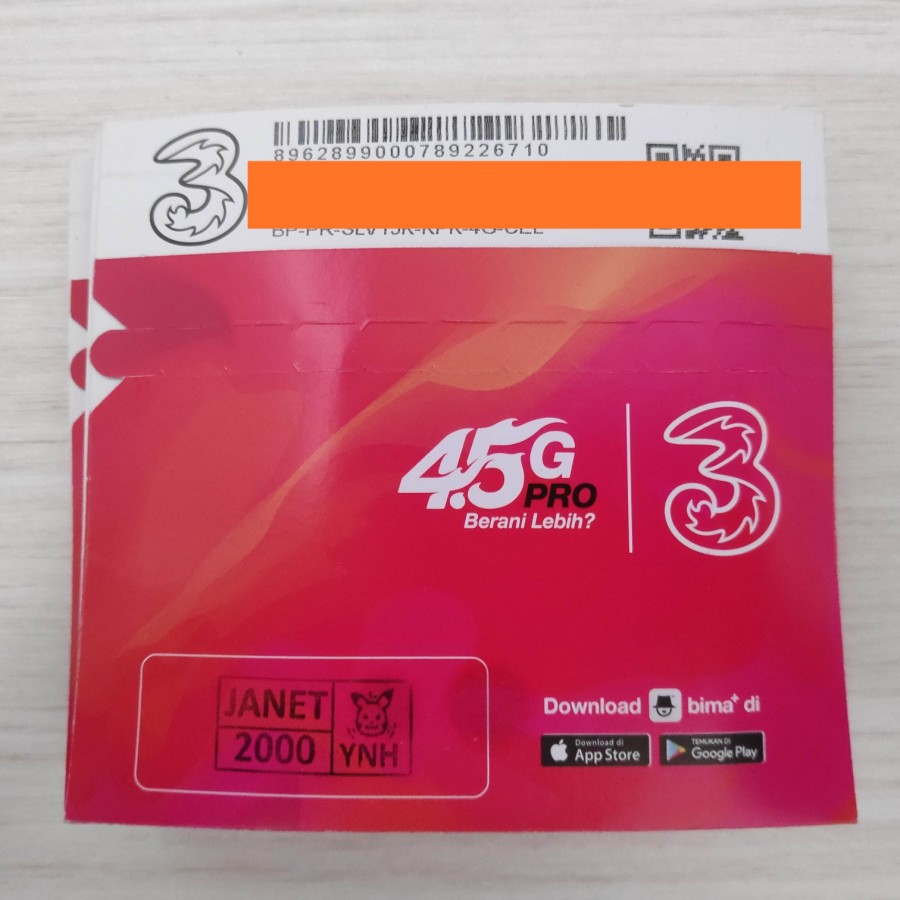 3
8962899000789226710
4.5G
PRO
Berani Lebih?
3
JANET
2000
YNH
Download bima+ di
Download di
App Store
TEMUKAN DI
Google Play